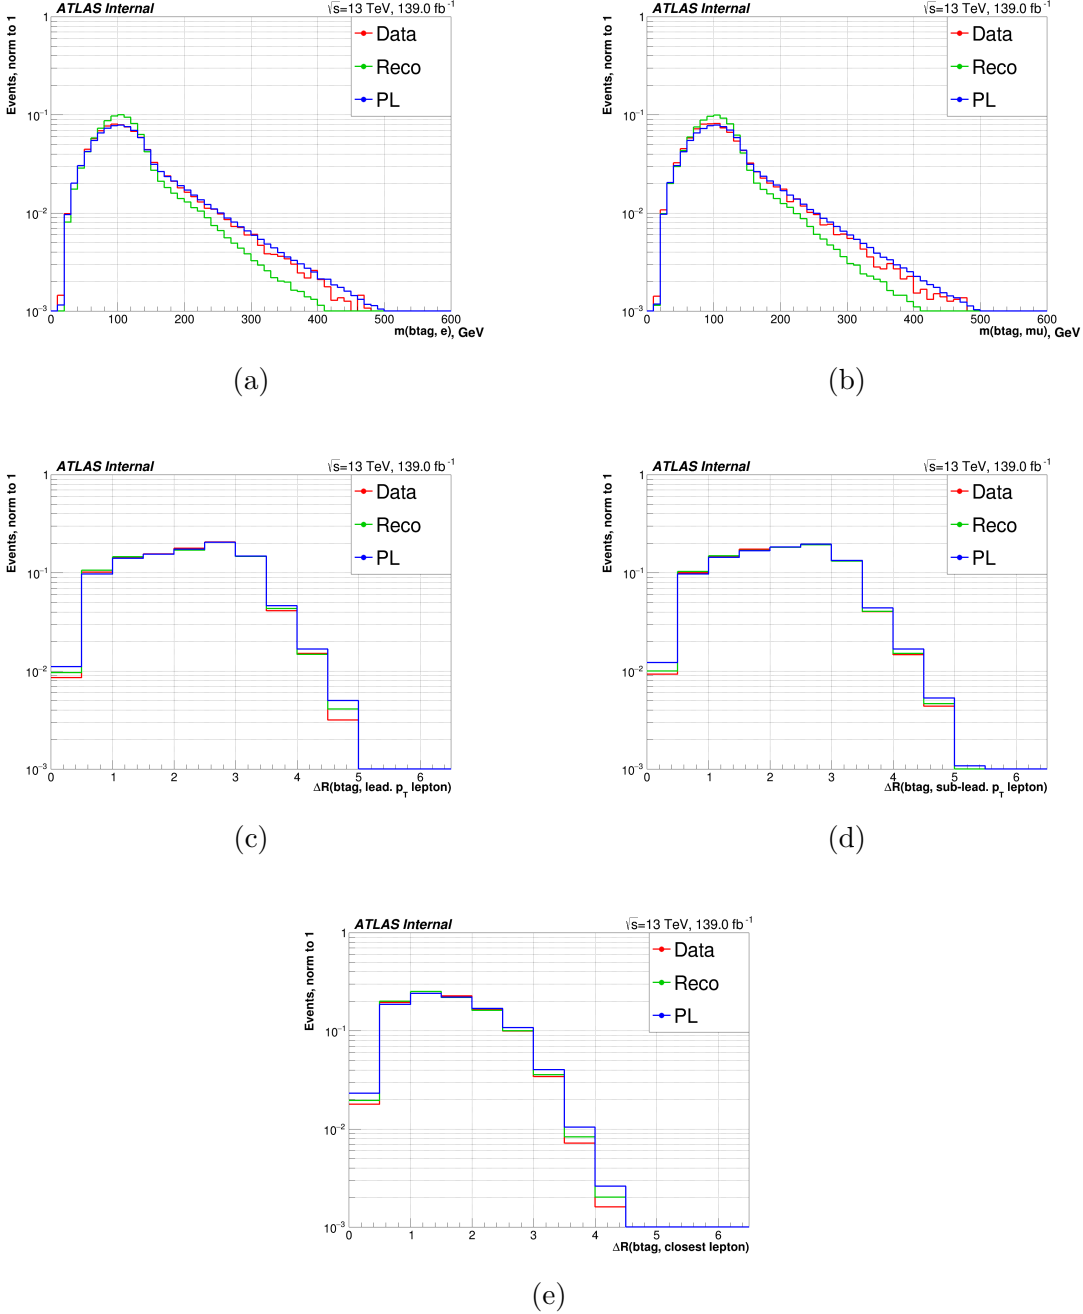 ATLAS Internal
√s=13 TeV, 139.0 fb⁻¹
Events, norm to 1
1
10⁻¹
10⁻²
10⁻³
Data
Reco
PL
0 100 200 300 400 500 600
m(btag, e), GeV
(a)
ATLAS Internal
√s=13 TeV, 139.0 fb⁻¹
Events, norm to 1
1
10⁻¹
10⁻²
10⁻³
Data
Reco
PL
0 100 200 300 400 500 600
m(btag, mu), GeV
(b)
ATLAS Internal
√s=13 TeV, 139.0 fb⁻¹
Events, norm to 1
1
10⁻¹
10⁻²
10⁻³
Data
Reco
PL
0 1 2 3 4 5 6
ΔR(btag, lead. p_T lepton)
(c)
ATLAS Internal
√s=13 TeV, 139.0 fb⁻¹
Events, norm to 1
1
10⁻¹
10⁻²
10⁻³
Data
Reco
PL
0 1 2 3 4 5 6
ΔR(btag, sub-lead. p_T lepton)
(d)
ATLAS Internal
√s=13 TeV, 139.0 fb⁻¹
Events, norm to 1
1
10⁻¹
10⁻²
10⁻³
Data
Reco
PL
0 1 2 3 4 5 6
ΔR(btag, closest lepton)
(e)